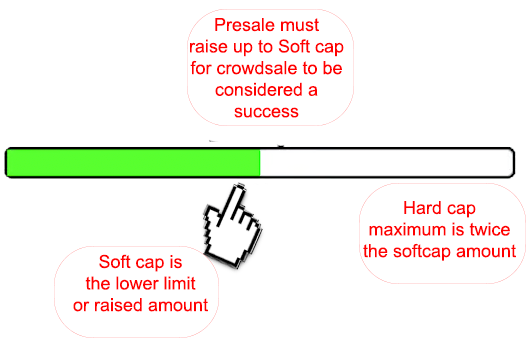 Presale must
raise up to Soft cap
for crowdsale to be
considered a
success
Hard cap
maximum is twice
the softcap amount
Soft cap is
the lower limit
or raised amount